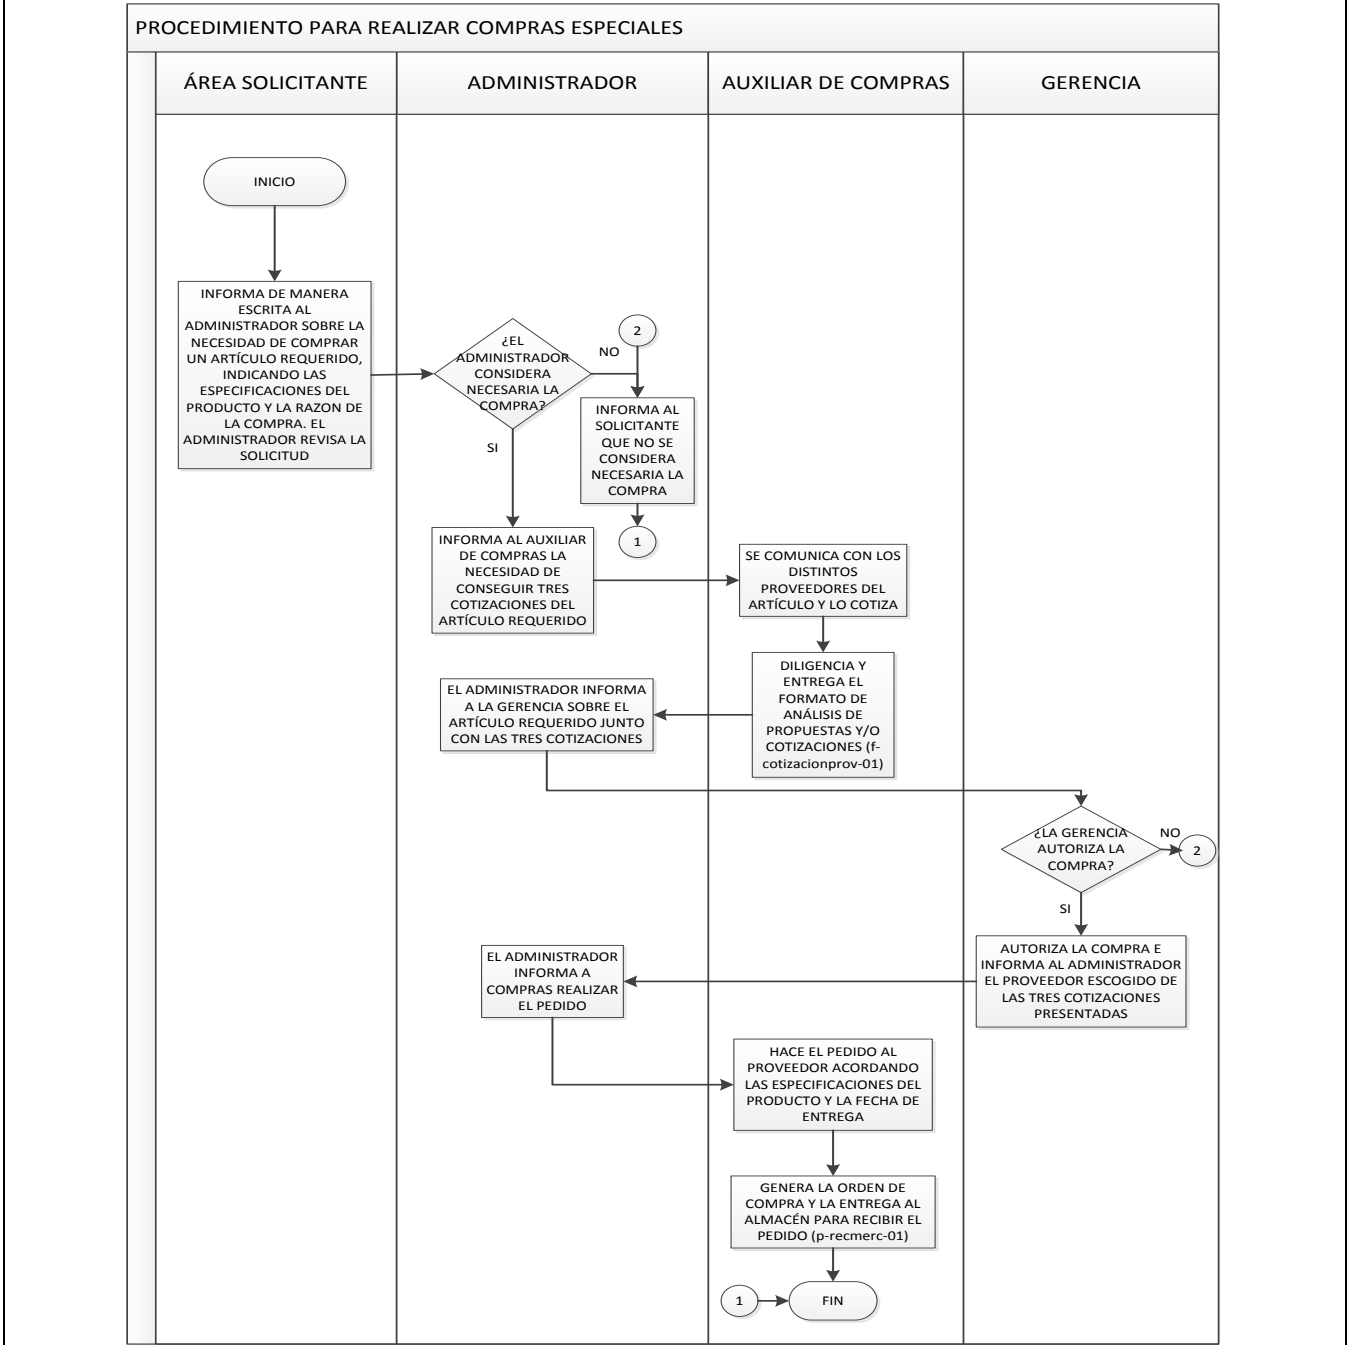 PROCEDIMIENTO PARA REALIZAR COMPRAS ESPECIALES
ÁREA SOLICITANTE
ADMINISTRADOR
AUXILIAR DE COMPRAS
GERENCIA
INICIO
INFORMA DE MANERA
ESCRITA AL
ADMINISTRADOR SOBRE LA
NECESIDAD DE COMPRAR
UN ARTÍCULO REQUERIDO,
INDICANDO LAS
ESPECIFICACIONES DEL
PRODUCTO Y LA RAZON DE
LA COMPRA. EL
ADMINISTRADOR REVISA LA
SOLICITUD
¿EL
ADMINISTRADOR
CONSIDERA
NECESARIA LA
COMPRA?
NO
2
SI
INFORMA AL
SOLICITANTE
QUE NO SE
CONSIDERA
NECESARIA LA
COMPRA
1
INFORMA AL AUXILIAR
DE COMPRAS LA
NECESIDAD DE
CONSEGUIR TRES
COTIZACIONES DEL
ARTÍCULO REQUERIDO
SE COMUNICA CON LOS
DISTINTOS
PROVEEDORES DEL
ARTÍCULO Y LO COTIZA
DILIGENCIA Y
ENTREGA EL
FORMATO DE
ANÁLISIS DE
PROPUESTAS Y/O
COTIZACIONES (f-
cotizacionprov-01)
EL ADMINISTRADOR INFORMA
A LA GERENCIA SOBRE EL
ARTÍCULO REQUERIDO JUNTO
CON LAS TRES COTIZACIONES
¿LA GERENCIA
AUTORIZA LA
COMPRA?
NO
2
SI
AUTORIZA LA COMPRA E
INFORMA AL ADMINISTRADOR
EL PROVEEDOR ESCOGIDO DE
LAS TRES COTIZACIONES
PRESENTADAS
EL ADMINISTRADOR
INFORMA A
COMPRAS REALIZAR
EL PEDIDO
HACE EL PEDIDO AL
PROVEEDOR ACORDANDO
LAS ESPECIFICACIONES DEL
PRODUCTO Y LA FECHA DE
ENTREGA
GENERA LA ORDEN DE
COMPRA Y LA ENTREGA AL
ALMACÉN PARA RECIBIR EL
PEDIDO (p-recmerc-01)
1
FIN